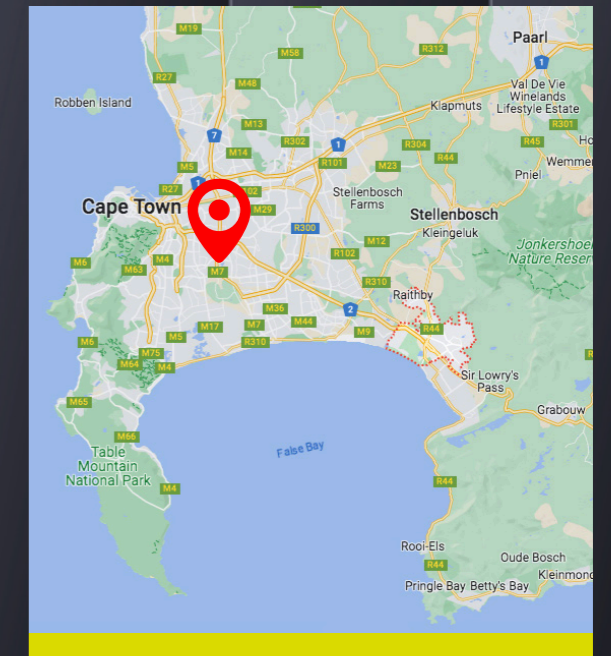 M19
Paarl
M58
R312
1
R27
M48
Val De Vie
Winelands
Lifestyle Estate
Robben Island
Klapmuts
7
M13
R301
R302
1
R304
R45
M14
R44
R101
M5
M23
Pniel
1
R27
Stellenbosch
Farms
Cape Town
M29
Stellenbosch
R300
Kleingeluk
M12
Jonkershoek
Nature Reser
R102
M4
M6
M63
M7
R310
Raithby
M36
2
M17
M7
M44
M9
R44
M5
R310
M6
M75
M64
M4
Sir Lowry's
Pass
M65
Grabouw
M66
False Bay
Table
Mountain
National Park
M4
R44
Rooi-Els
Oude Bosch
R44
Kleinmond
Pringle Bay
Betty's Bay